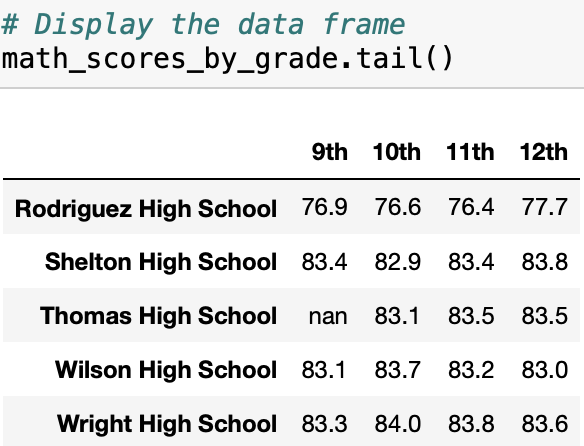 # Display the data frame
math_scores_by_grade.tail()
9th 10th 11th 12th
Rodriguez High School 76.9 76.6 76.4 77.7
Shelton High School 83.4 82.9 83.4 83.8
Thomas High School nan 83.1 83.5 83.5
Wilson High School 83.1 83.7 83.2 83.0
Wright High School 83.3 84.0 83.8 83.6